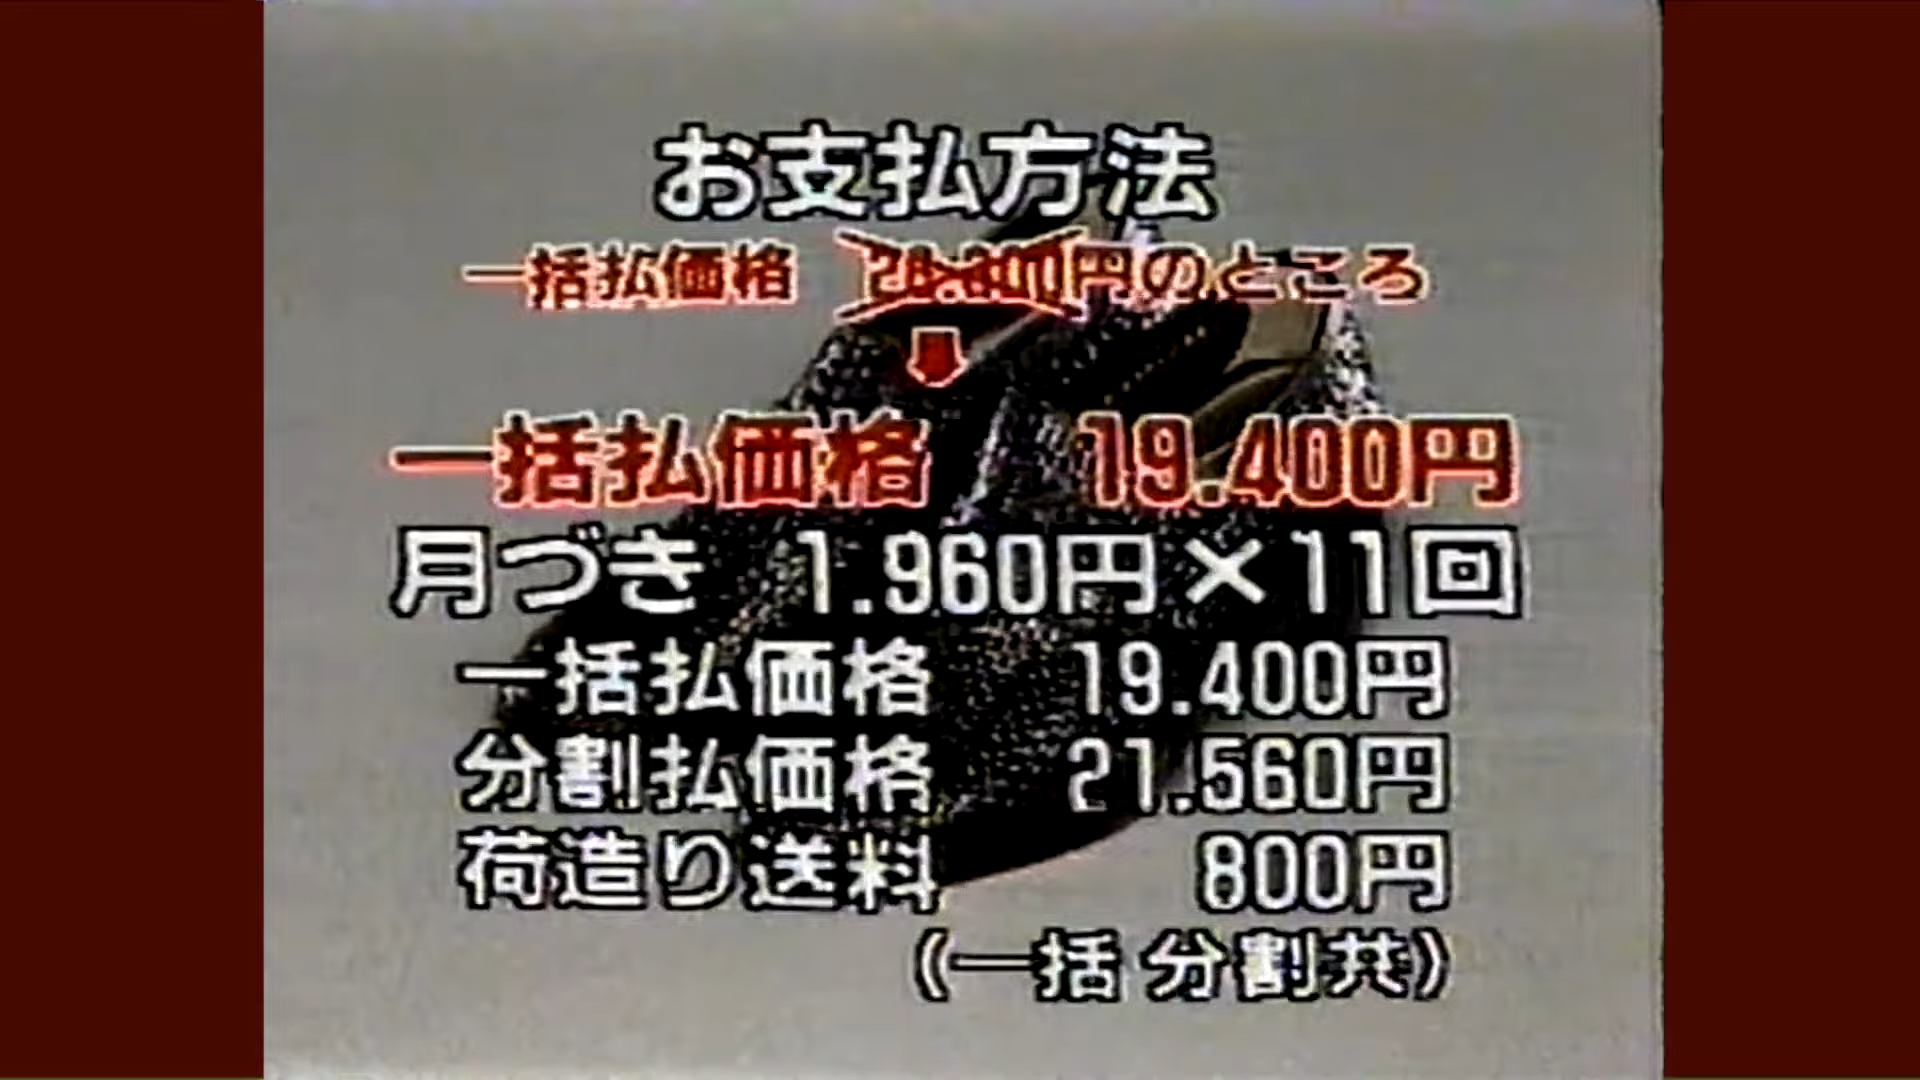 お支払方法
一括払価格 円のところ
一括払価格 19.400円
月づき 1.960円×11回
一括払価格 19.400円
分割払価格 21.560円
荷造り送料 800円
(一括 分割共)